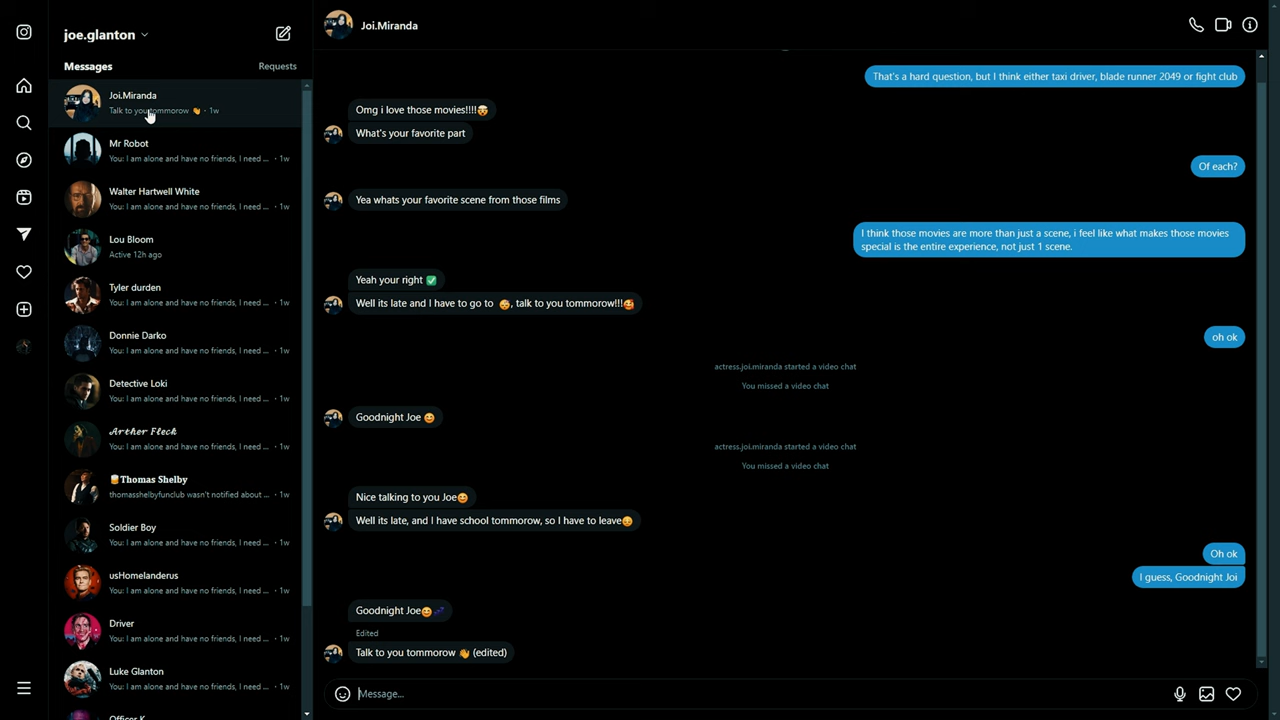 joe.glanton
Messages
Requests
Joi.Miranda
Talk to you tommorow 👋 · 1w
Mr Robot
You: I am alone and have no friends, I need ... · 1w
Walter Hartwell White
You: I am alone and have no friends, I need ... · 1w
Lou Bloom
Active 12h ago
Tyler durden
You: I am alone and have no friends, I need ... · 1w
Donnie Darko
You: I am alone and have no friends, I need ... · 1w
Detective Loki
You: I am alone and have no friends, I need ... · 1w
𝓐𝓻𝓽𝓱𝓮𝓻 𝓕𝓵𝓮𝓬𝓴
You: I am alone and have no friends, I need ... · 1w
🥃Thomas Shelby
thomasshelbyfunclub wasn't notified about ... · 1w
Soldier Boy
You: I am alone and have no friends, I need ... · 1w
usHomelanderus
You: I am alone and have no friends, I need ... · 1w
Driver
You: I am alone and have no friends, I need ... · 1w
Luke Glanton
You: I am alone and have no friends, I need ... · 1w
Officer K
Joi.Miranda
That's a hard question, but I think either taxi driver, blade runner 2049 or fight club
Omg i love those movies!!!!🤯
What's your favorite part
Of each?
Yea whats your favorite scene from those films
I think those movies are more than just a scene, i feel like what makes those movies
special is the entire experience, not just 1 scene.
Yeah your right ✅
Well its late and I have to go to 😴, talk to you tommorow!!!🥰
oh ok
actress.joi.miranda started a video chat
You missed a video chat
Goodnight Joe 😊
actress.joi.miranda started a video chat
You missed a video chat
Nice talking to you Joe😊
Well its late, and I have school tommorow, so I have to leave😔
Oh ok
I guess, Goodnight Joi
Goodnight Joe😊💤
Edited
Talk to you tommorow 👋 (edited)
Message...